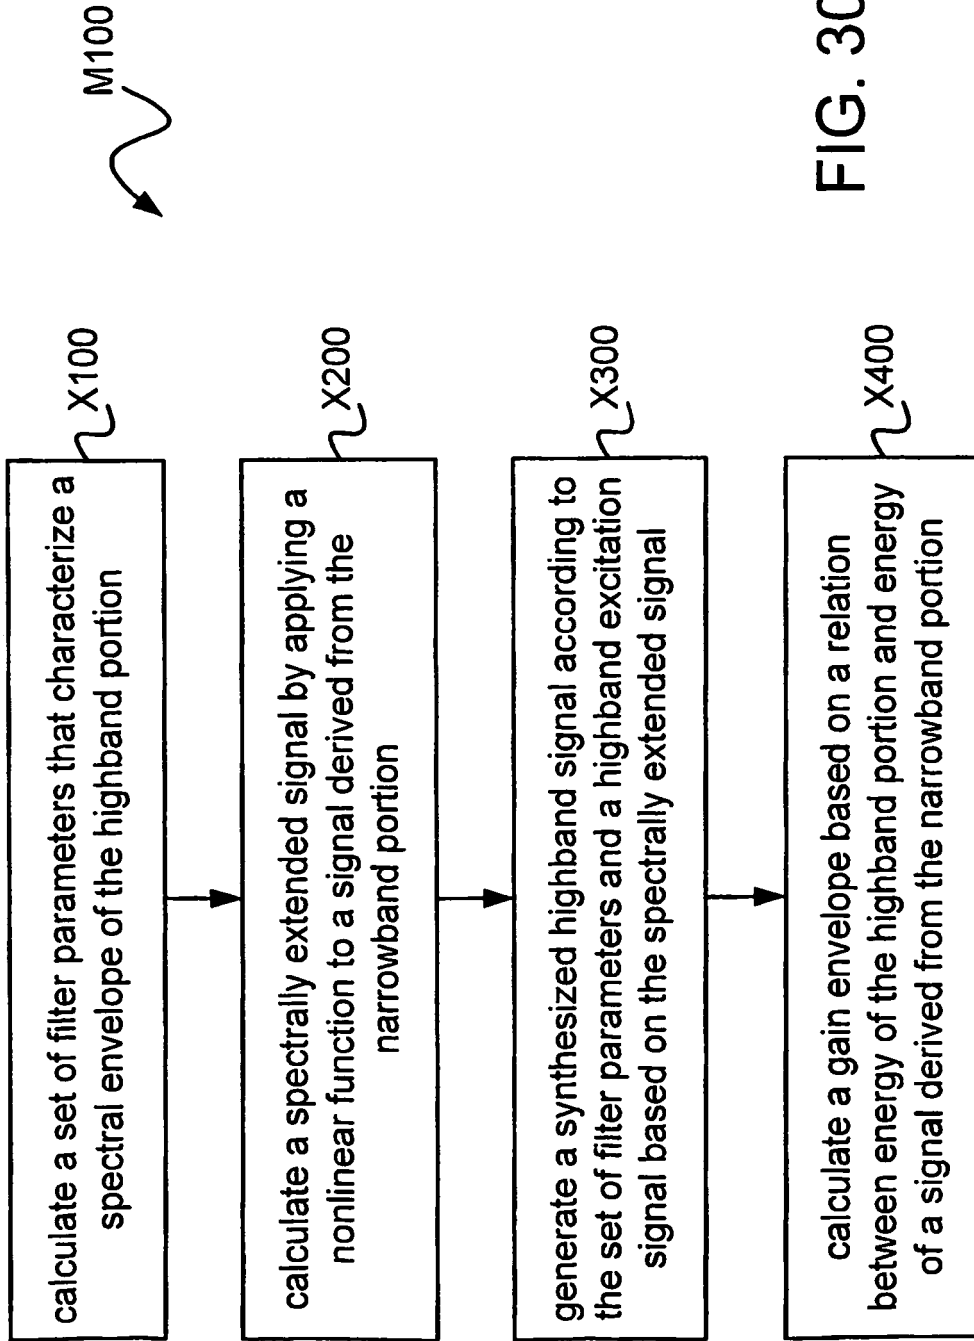 M100
calculate a set of filter parameters that characterize a
spectral envelope of the highband portion
X100
calculate a spectrally extended signal by applying a
nonlinear function to a signal derived from the
narrowband portion
X200
generate a synthesized highband signal according to
the set of filter parameters and a highband excitation
signal based on the spectrally extended signal
X300
calculate a gain envelope based on a relation
between energy of the highband portion and energy
of a signal derived from the narrowband portion
X400
FIG. 30